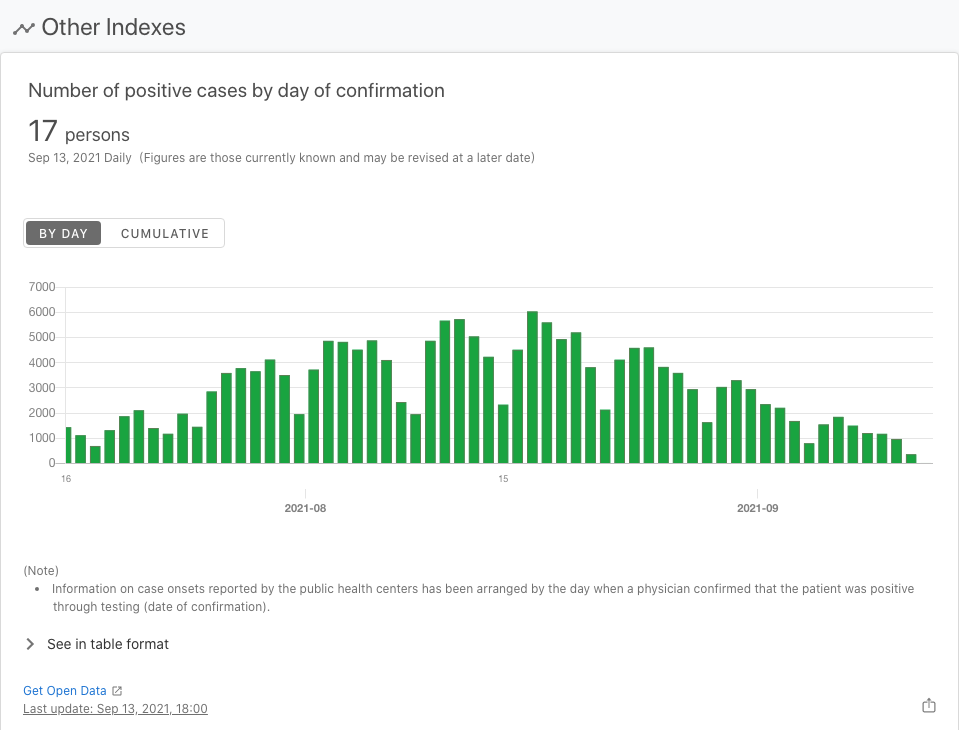 Other Indexes
Number of positive cases by day of confirmation
17 persons
Sep 13, 2021 Daily (Figures are those currently known and may be revised at a later date)
BY DAY CUMULATIVE
7000
6000
5000
4000
3000
2000
1000
0
16 15
2021-08 2021-09
(Note)
• Information on case onsets reported by the public health centers has been arranged by the day when a physician confirmed that the patient was positive
through testing (date of confirmation).
See in table format
Get Open Data
Last update: Sep 13, 2021, 18:00